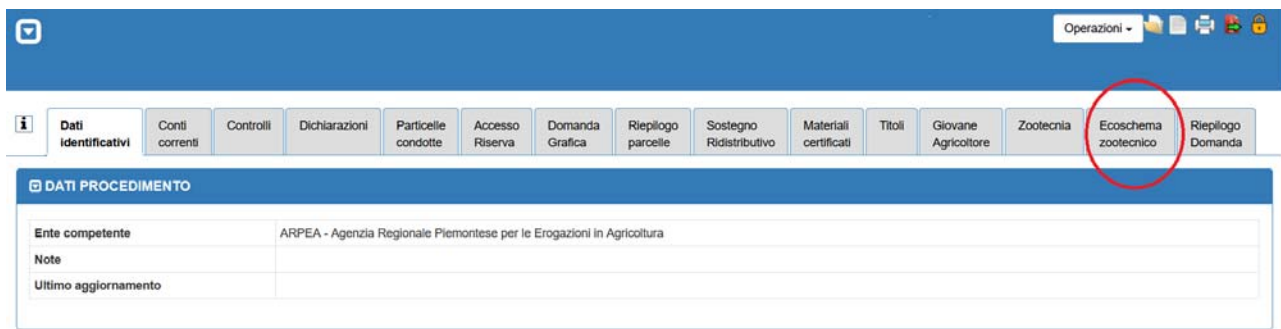 Operazioni
i
Dati identificativi
Conti correnti
Controlli
Dichiarazioni
Particelle condotte
Accesso Riserva
Domanda Grafica
Riepilogo parcelle
Sostegno Ridistributivo
Materiali certificati
Titoli
Giovane Agricoltore
Zootecnia
Ecoschema zootecnico
Riepilogo Domanda
DATI PROCEDIMENTO
Ente competente ARPEA - Agenzia Regionale Piemontese per le Erogazioni in Agricoltura
Note
Ultimo aggiornamento